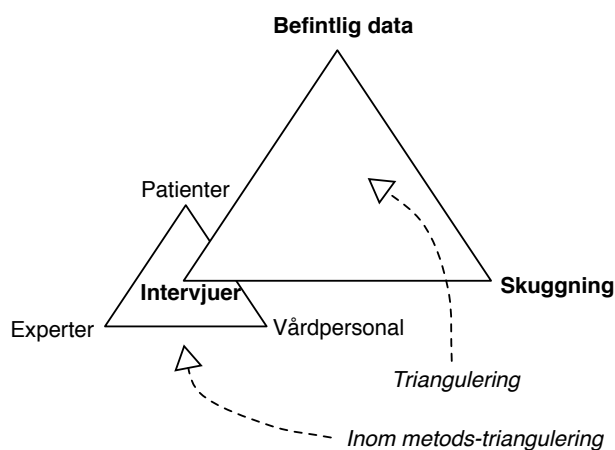 Befintlig data
Patienter
Intervjuer
Skuggning
Experter
Vårdpersonal
Triangulering
Inom metods-triangulering